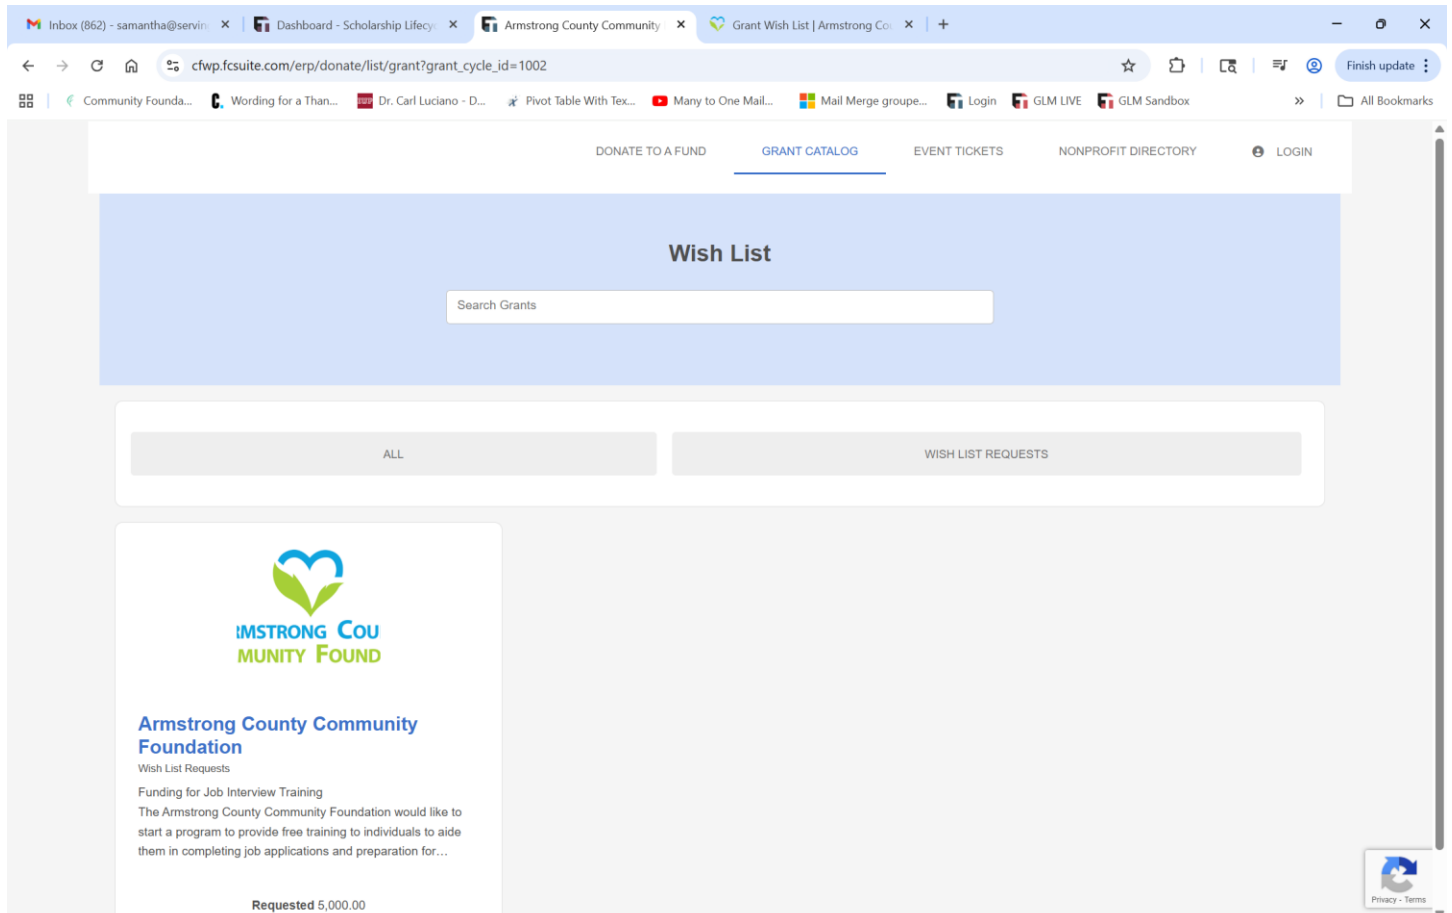 Inbox (862) - samantha@servin
Dashboard - Scholarship Lifecyc
Armstrong County Community
Grant Wish List | Armstrong Cou
cfwp.fcsuite.com/erp/donate/list/grant?grant_cycle_id=1002
Finish update
Community Founda...
Wording for a Than...
Dr. Carl Luciano - D...
Pivot Table With Tex...
Many to One Mail...
Mail Merge groupe...
Login
GLM LIVE
GLM Sandbox
All Bookmarks
DONATE TO A FUND
GRANT CATALOG
EVENT TICKETS
NONPROFIT DIRECTORY
LOGIN
Wish List
Search Grants
ALL
WISH LIST REQUESTS
RMSTRONG COU
MUNITY FOUND
Armstrong County Community
Foundation
Wish List Requests
Funding for Job Interview Training
The Armstrong County Community Foundation would like to
start a program to provide free training to individuals to aide
them in completing job applications and preparation for...
Requested 5,000.00
Privacy - Terms